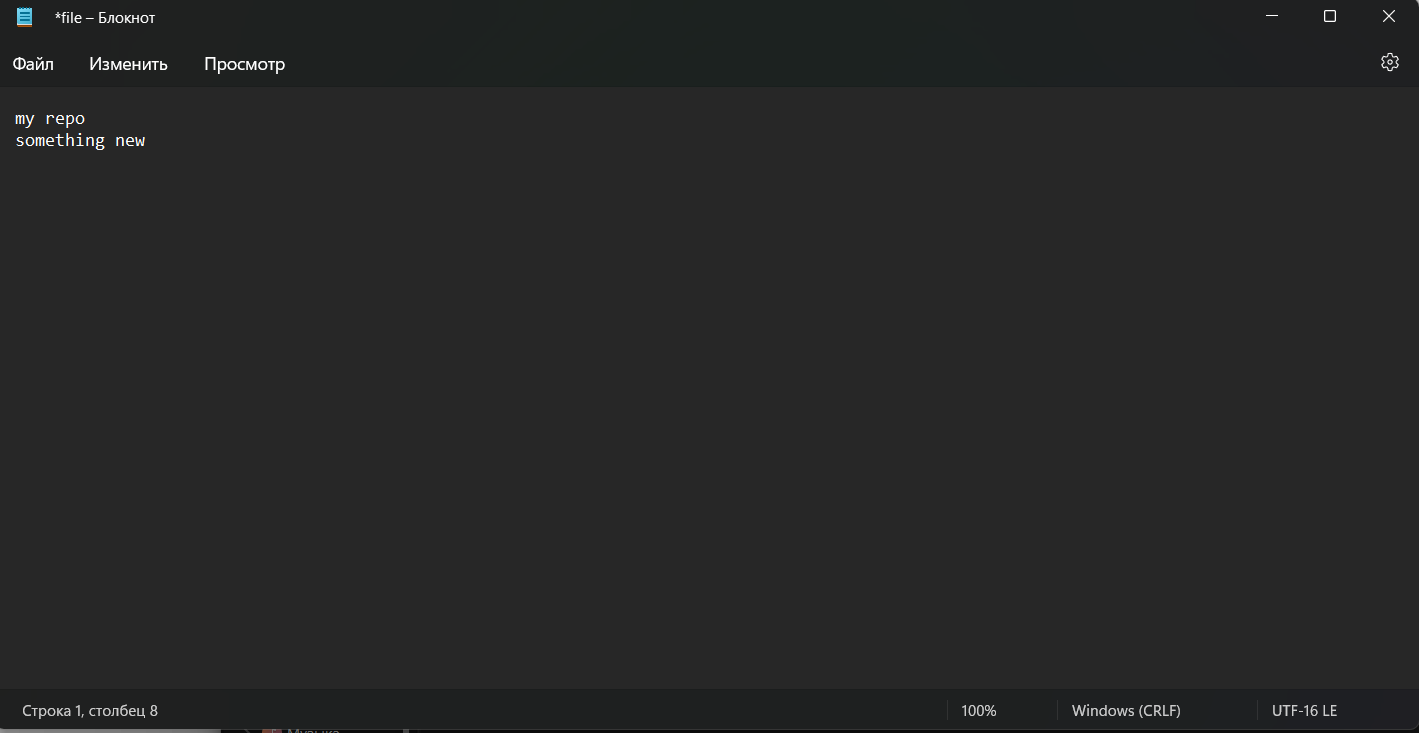 *file – Блокнот
Файл Изменить Просмотр
my repo
something new
Строка 1, столбец 8 100% Windows (CRLF) UTF-16 LE